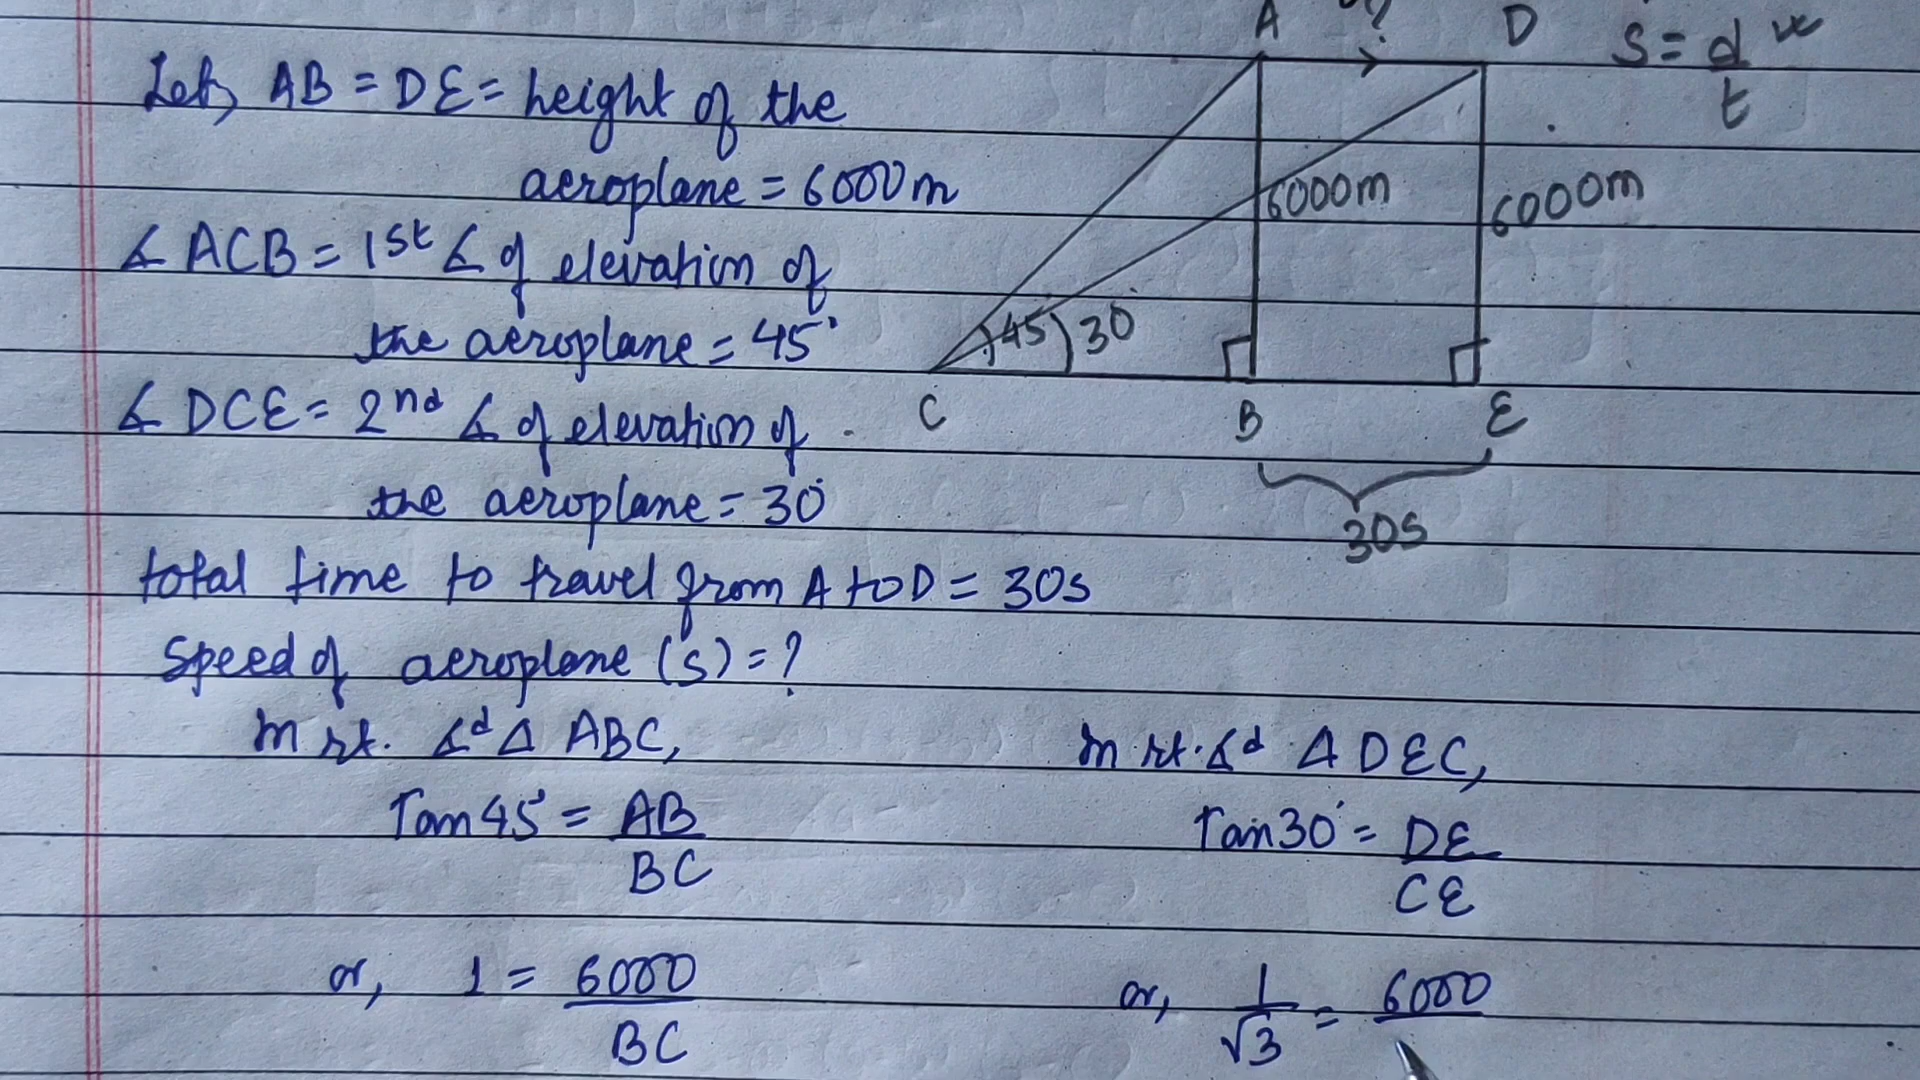 A ? D S = d/t
Let, AB = DE = height of the
aeroplane = 6000m
6000m 6000m
∡ ACB = 1st ∡ of elevation of
the aeroplane = 45°
45 30°
∡ DCE = 2nd ∡ of elevation of
C B E
the aeroplane = 30°
30s
total time to travel from A to D = 30s
Speed of aeroplane (s) = ?
In rt. ∡d Δ ABC,
Tan 45° = AB/BC
or, 1 = 6000/BC
In rt. ∡d Δ DEC,
Tan 30° = DE/CE
or, 1/√3 = 6000